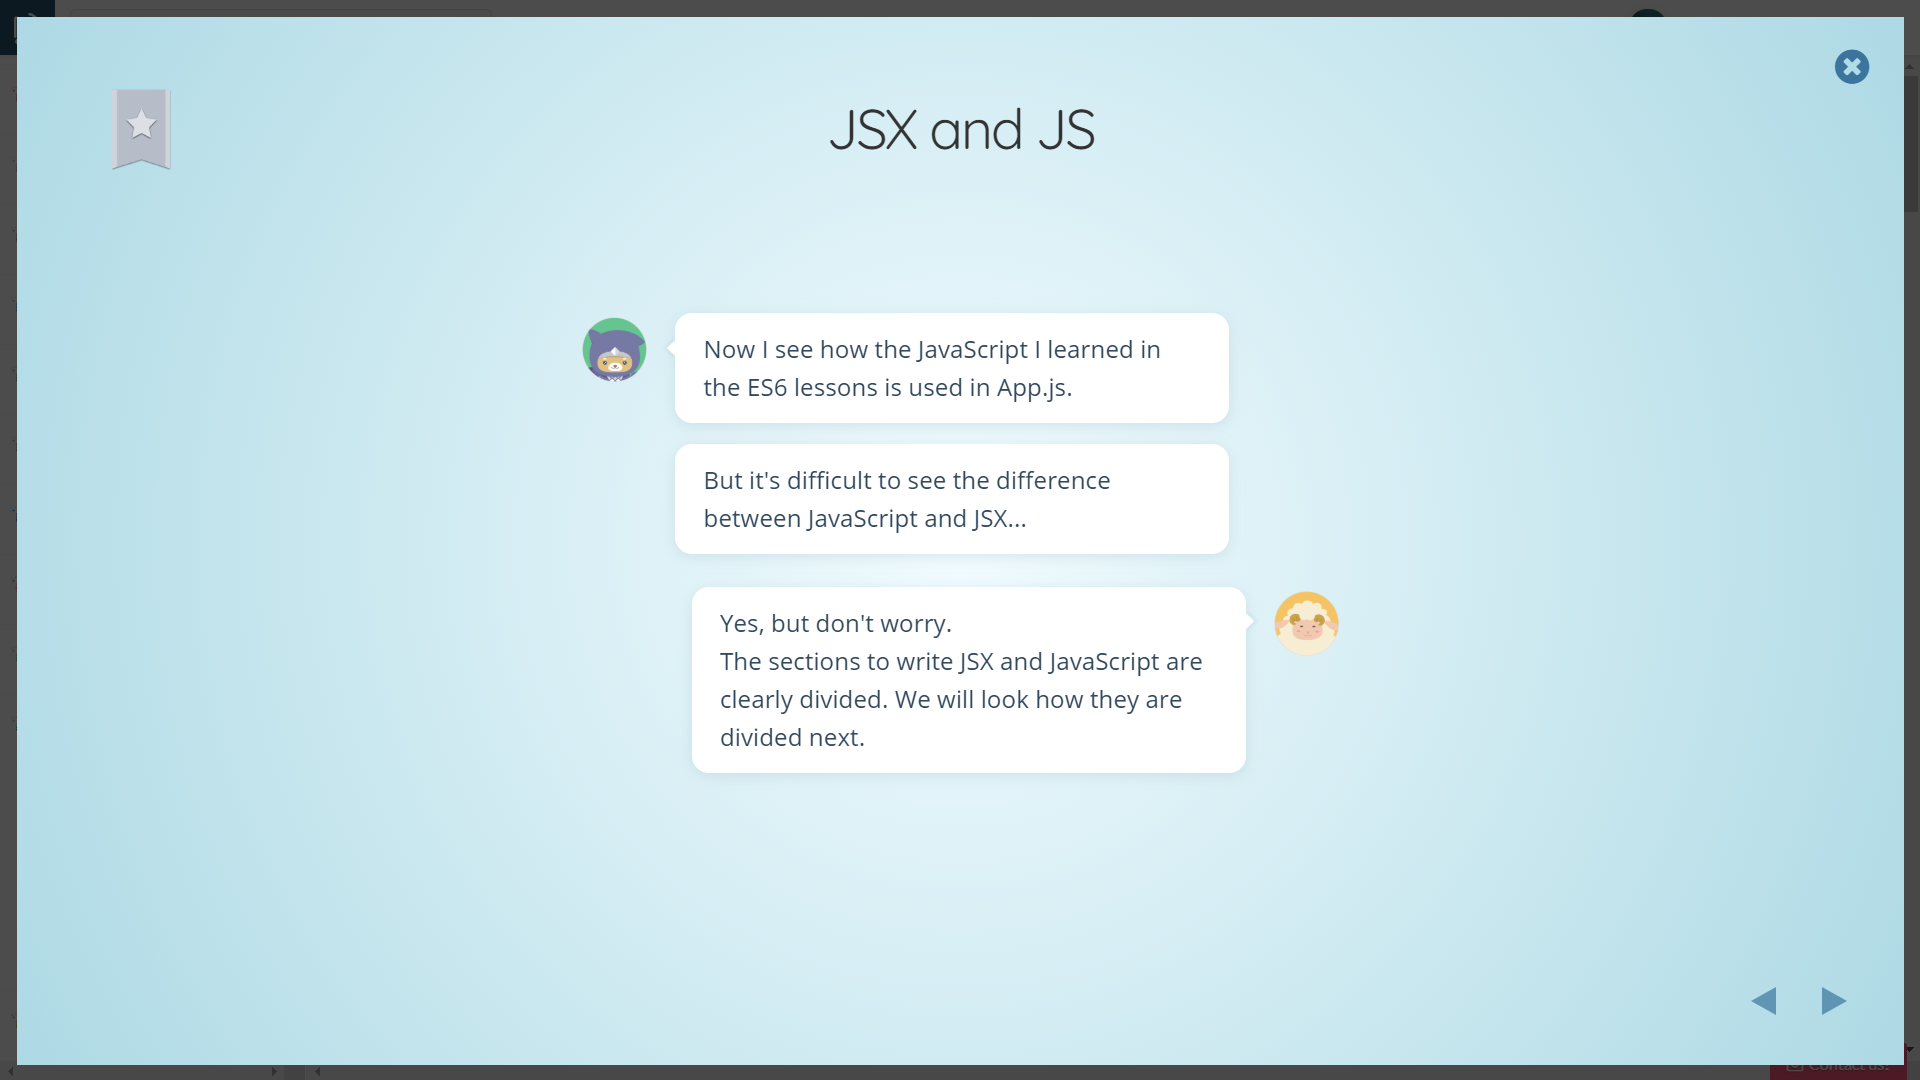 JSX and JS
Now I see how the JavaScript I learned in
the ES6 lessons is used in App.js.
But it's difficult to see the difference
between JavaScript and JSX...
Yes, but don't worry.
The sections to write JSX and JavaScript are
clearly divided. We will look how they are
divided next.
Contact us!